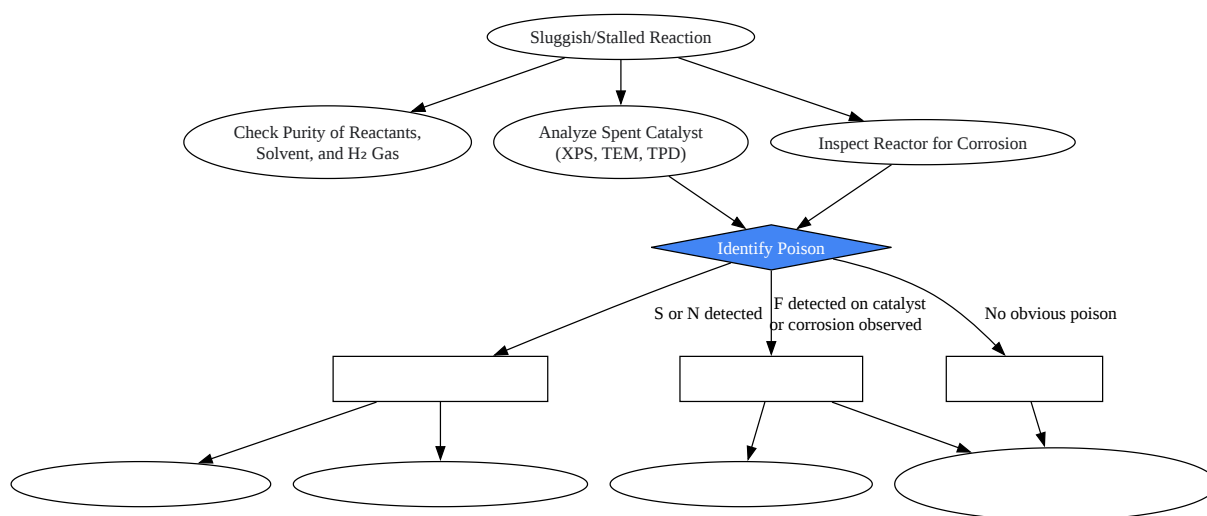 Sluggish/Stalled Reaction
Check Purity of Reactants,
Solvent, and H₂ Gas
Analyze Spent Catalyst
(XPS, TEM, TPD)
Inspect Reactor for Corrosion
Identify Poison
S or N detected
F detected on catalyst
or corrosion observed
No obvious poison